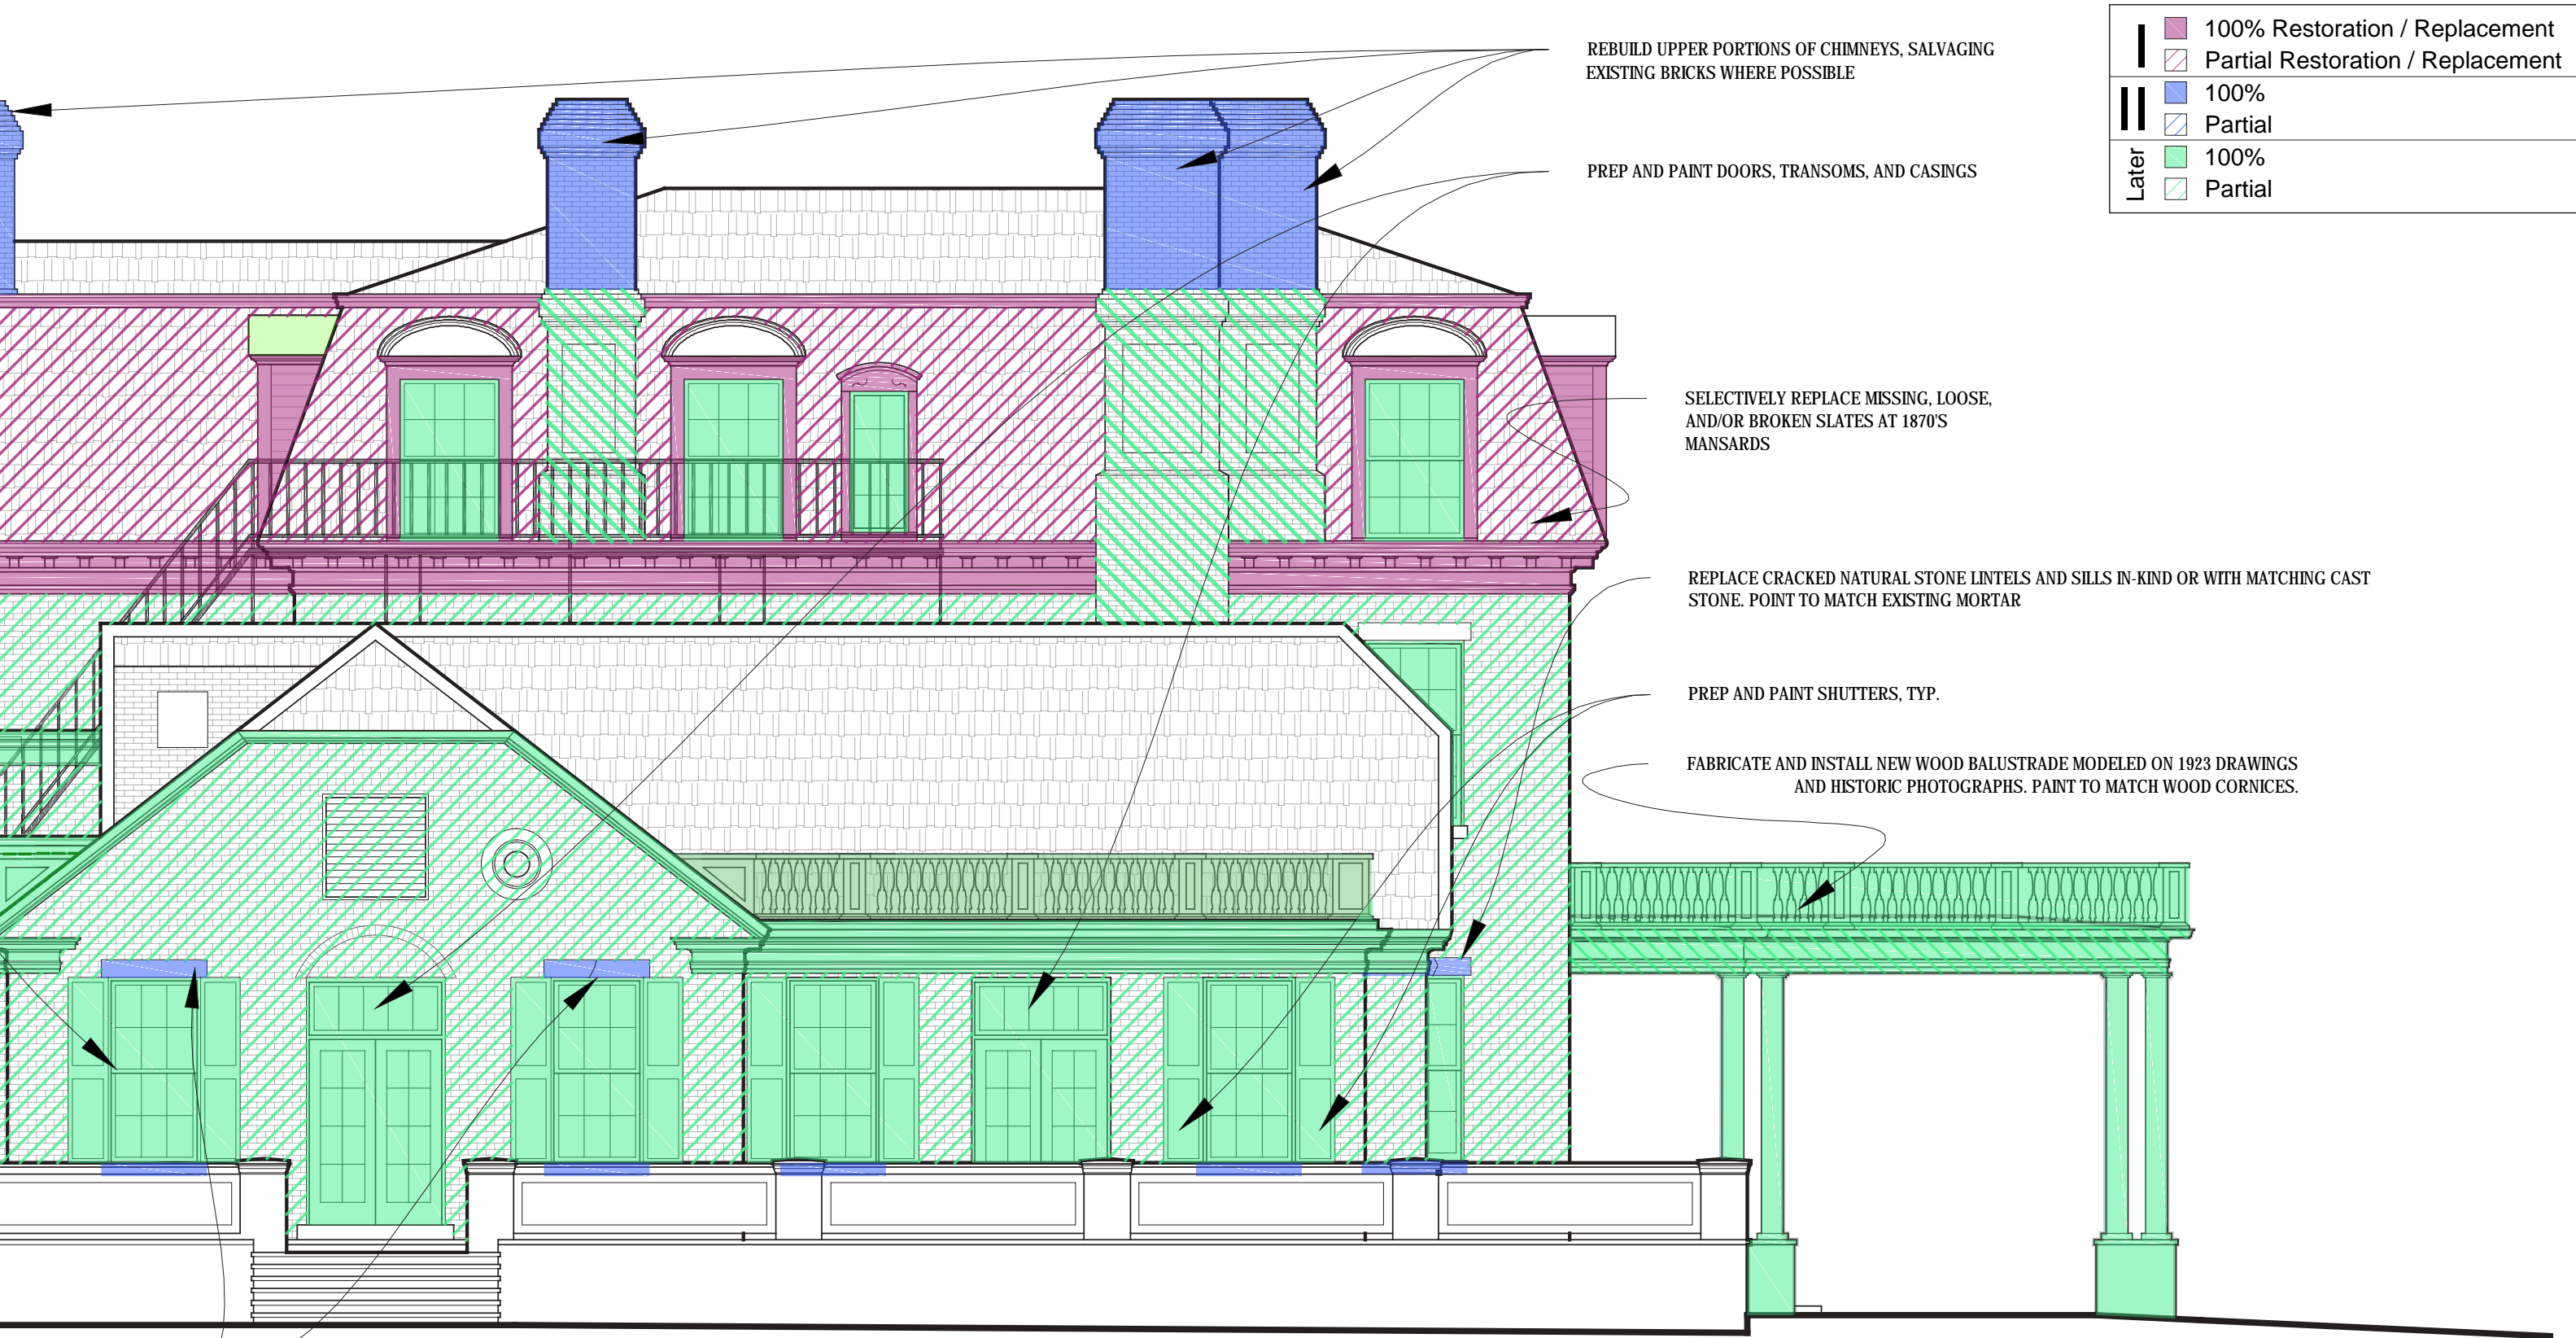 I
100% Restoration / Replacement
Partial Restoration / Replacement
II
100%
Partial
Later
100%
Partial
REBUILD UPPER PORTIONS OF CHIMNEYS, SALVAGING
EXISTING BRICKS WHERE POSSIBLE
PREP AND PAINT DOORS, TRANSOMS, AND CASINGS
SELECTIVELY REPLACE MISSING, LOOSE,
AND/OR BROKEN SLATES AT 1870'S
MANSARDS
REPLACE CRACKED NATURAL STONE LINTELS AND SILLS IN-KIND OR WITH MATCHING CAST
STONE. POINT TO MATCH EXISTING MORTAR
PREP AND PAINT SHUTTERS, TYP.
FABRICATE AND INSTALL NEW WOOD BALUSTRADE MODELED ON 1923 DRAWINGS
AND HISTORIC PHOTOGRAPHS. PAINT TO MATCH WOOD CORNICES.